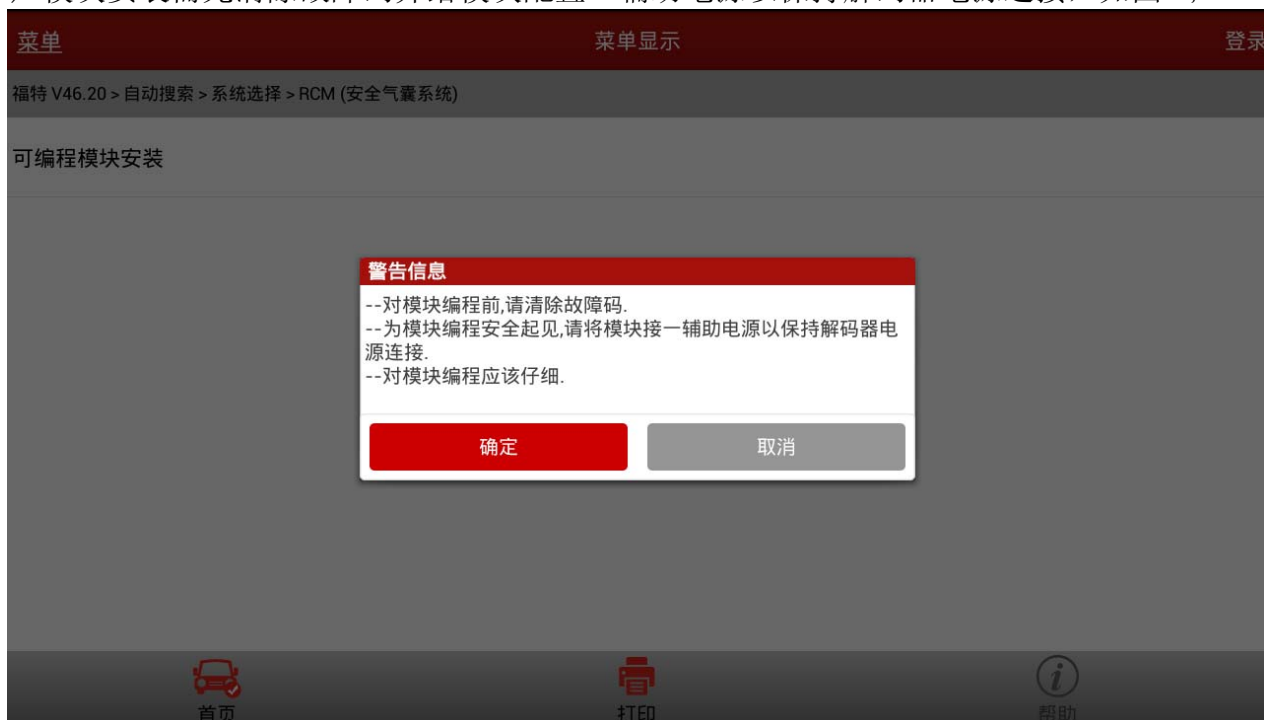 菜单
菜单显示
登录
福特 V46.20 > 自动搜索 > 系统选择 > RCM (安全气囊系统)
可编程模块安装
警告信息
--对模块编程前,请清除故障码.
--为模块编程安全起见,请将模块接一辅助电源以保持解码器电
源连接.
--对模块编程应该仔细.
确定
取消
首页
打印
帮助